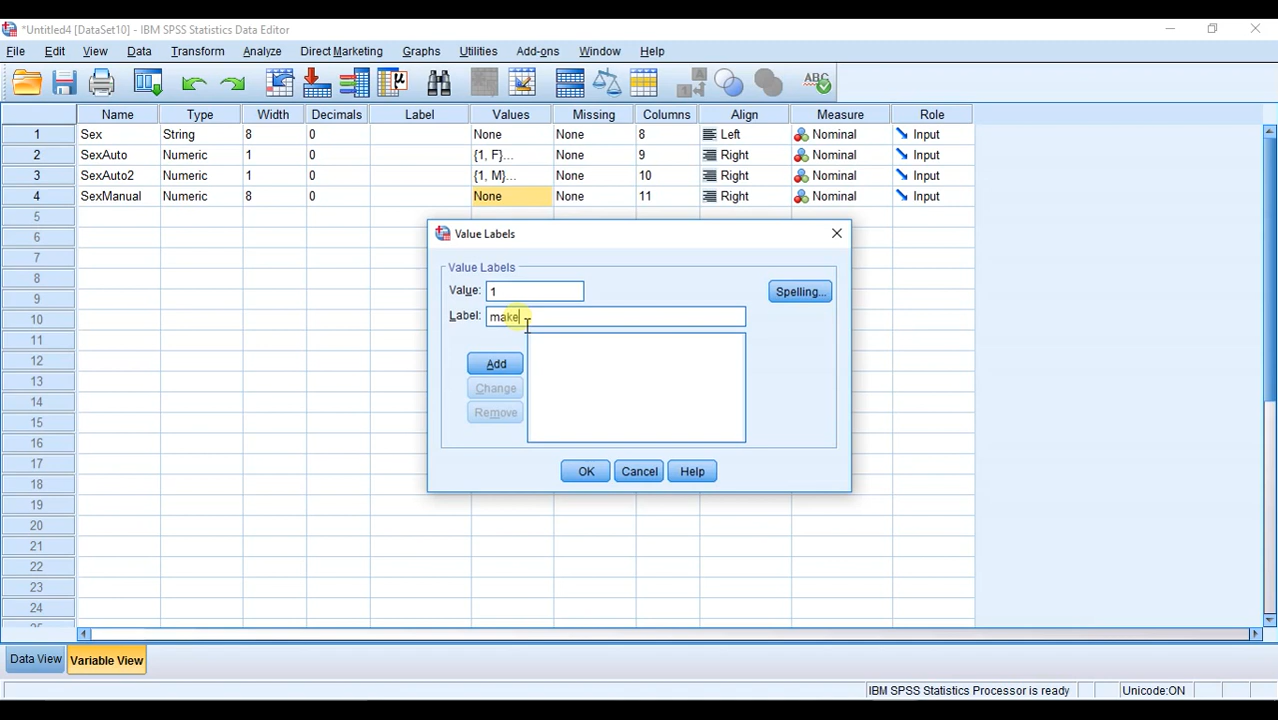 *Untitled4 [DataSet10] - IBM SPSS Statistics Data Editor
File Edit View Data Transform Analyze Direct Marketing Graphs Utilities Add-ons Window Help
Name Type Width Decimals Label Values Missing Columns Align Measure Role
1 Sex String 8 0 None None 8 Left Nominal Input
2 SexAuto Numeric 1 0 {1, F}... None 9 Right Nominal Input
3 SexAuto2 Numeric 1 0 {1, M}... None 10 Right Nominal Input
4 SexManual Numeric 8 0 None None 11 Right Nominal Input
5
6
7
8
9
10
11
12
13
14
15
16
17
18
19
20
21
22
23
24
Value Labels
Value Labels
Value: 1 Spelling...
Label: make
Add
Change
Remove
OK Cancel Help
Data View Variable View
IBM SPSS Statistics Processor is ready Unicode:ON